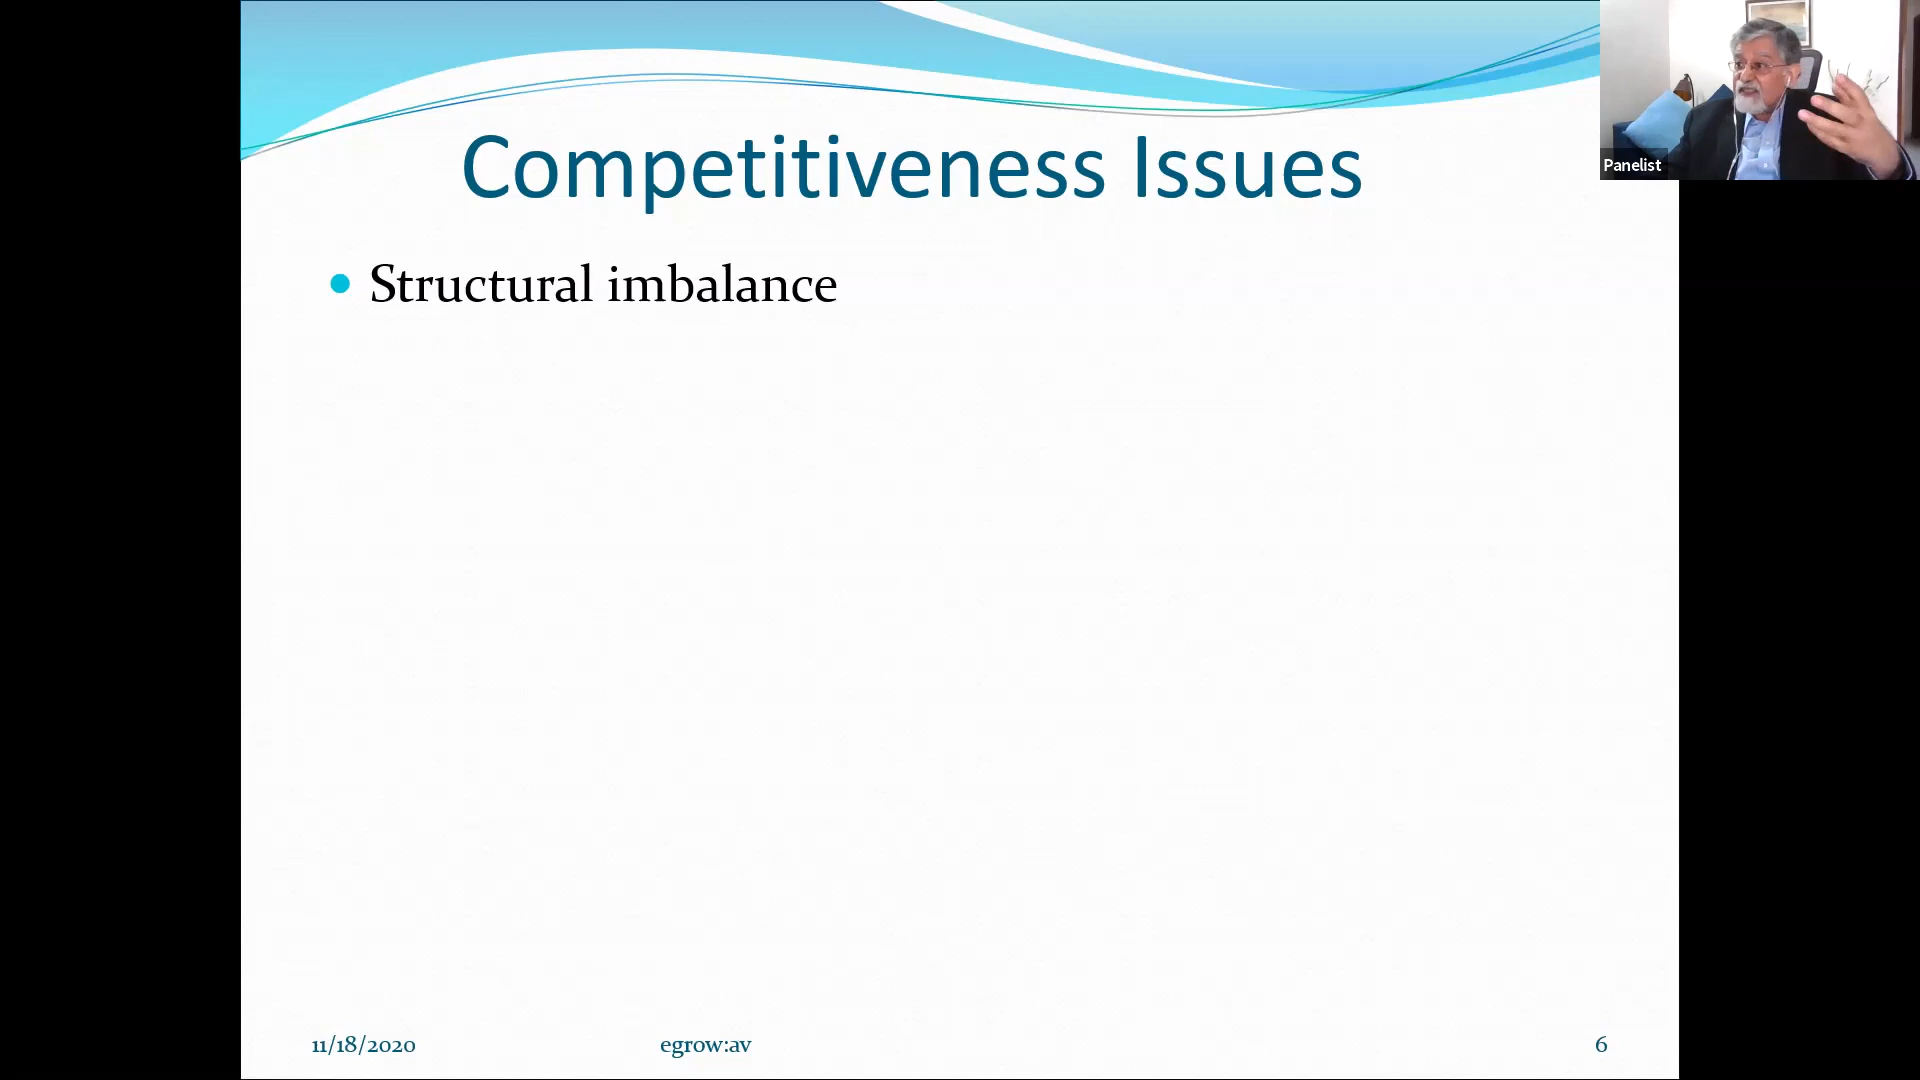 Competitiveness Issues
Panelist
Structural imbalance
11/18/2020 egrow:av 6